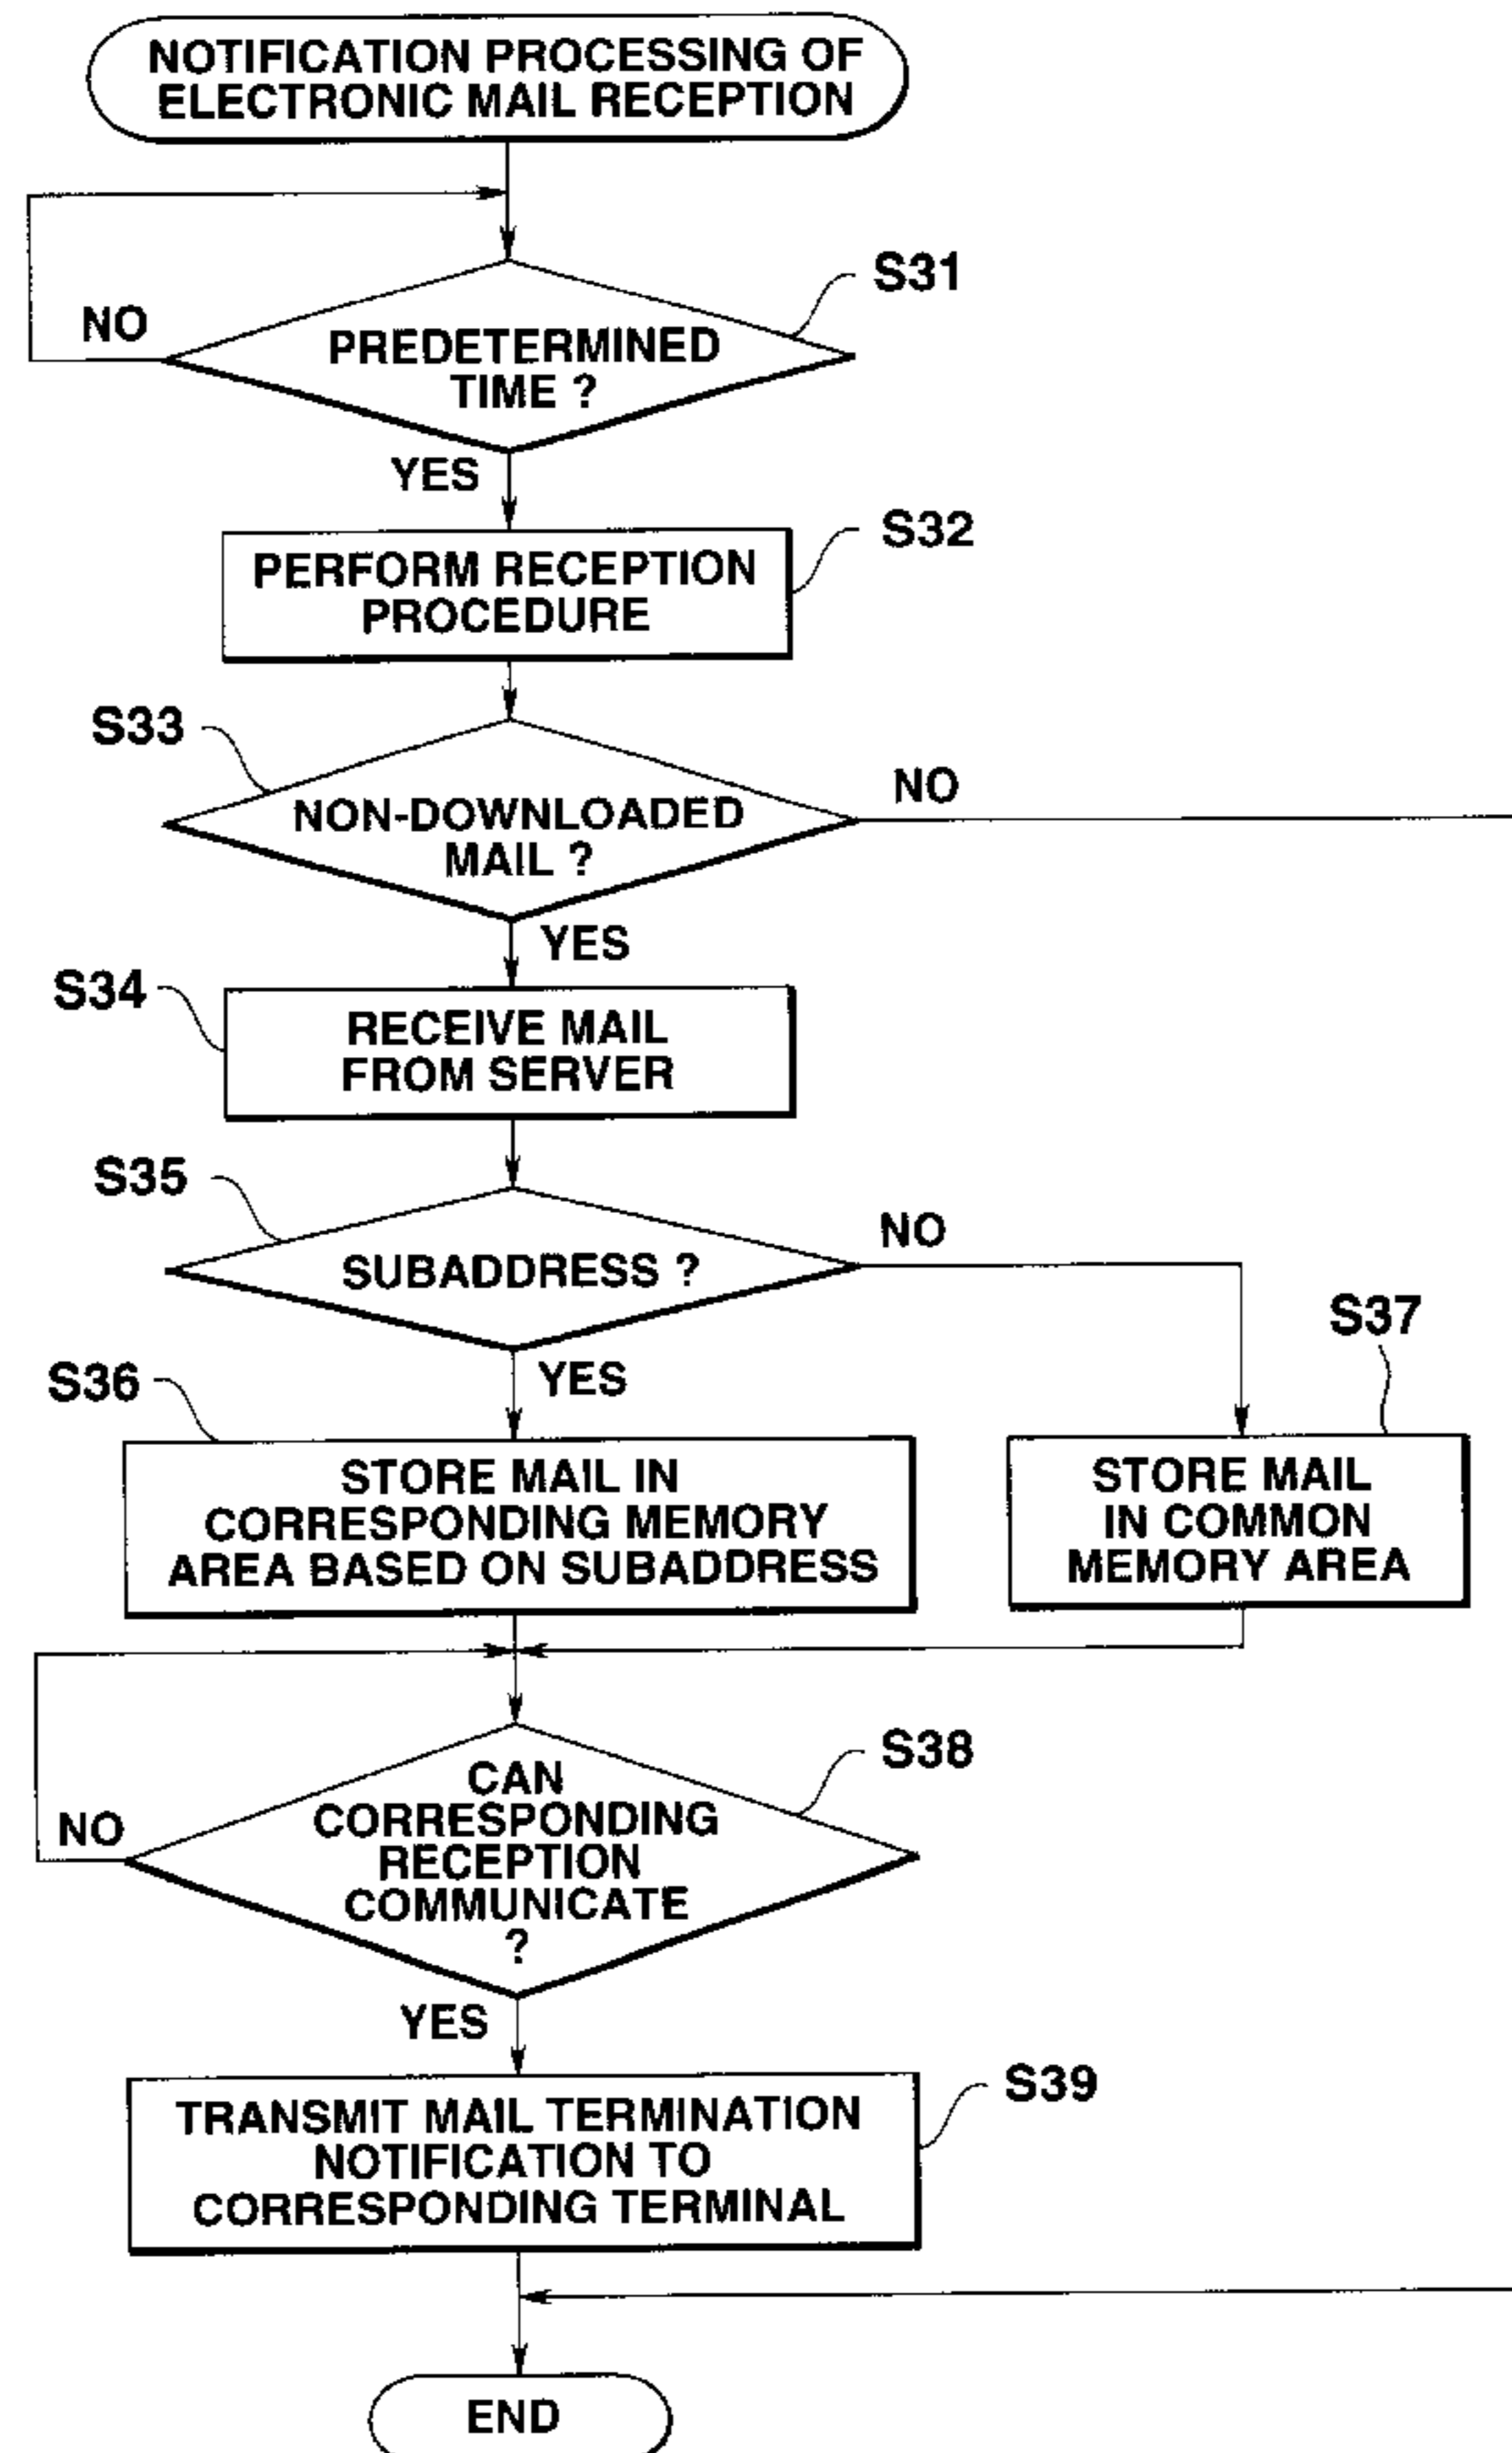 NOTIFICATION PROCESSING OF
ELECTRONIC MAIL RECEPTION
S31
NO
PREDETERMINED
TIME ?
YES
S32
PERFORM RECEPTION
PROCEDURE
S33
NO
NON-DOWNLOADED
MAIL ?
YES
S34
RECEIVE MAIL
FROM SERVER
S35
NO
SUBADDRESS ?
S37
YES
S36
STORE MAIL IN
CORRESPONDING MEMORY
AREA BASED ON SUBADDRESS
STORE MAIL
IN COMMON
MEMORY AREA
S38
CAN
CORRESPONDING
RECEPTION
COMMUNICATE
?
NO
YES
S39
TRANSMIT MAIL TERMINATION
NOTIFICATION TO
CORRESPONDING TERMINAL
END